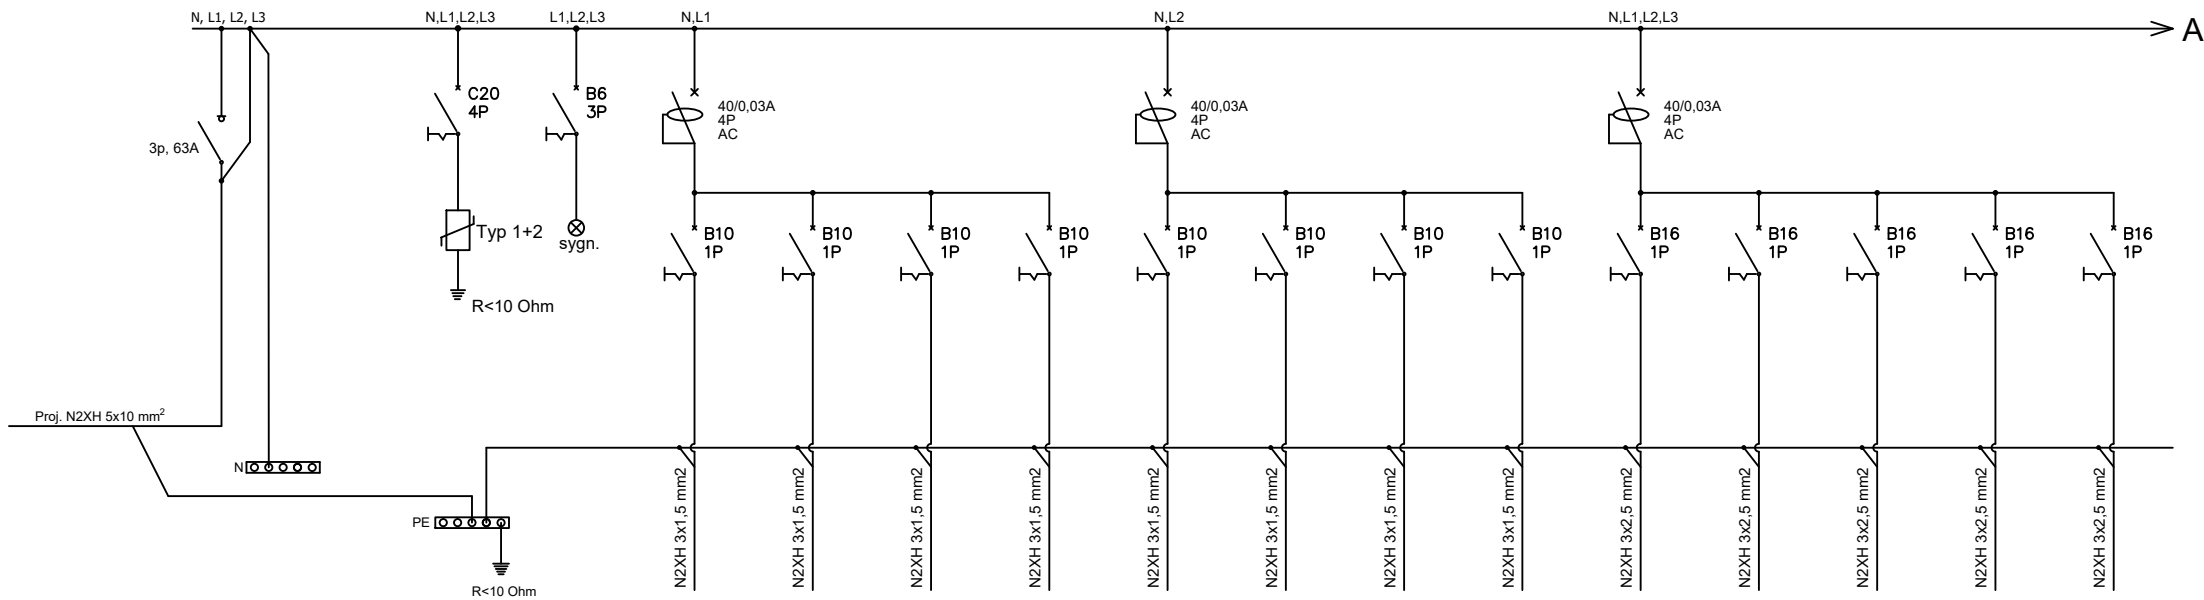 N, L1, L2, L3
N,L1,L2,L3
L1,L2,L3
N,L1
N,L2
N,L1,L2,L3
A
3p, 63A
C20
4P
B6
3P
40/0,03A
4P
AC
40/0,03A
4P
AC
40/0,03A
4P
AC
Typ 1+2
sygn.
R<10 Ohm
B10
1P
B10
1P
B10
1P
B10
1P
B10
1P
B10
1P
B10
1P
B10
1P
B16
1P
B16
1P
B16
1P
B16
1P
B16
1P
Proj. N2XH 5x10 mm²
N
PE
R<10 Ohm
N2XH 3x1,5 mm2
N2XH 3x1,5 mm2
N2XH 3x1,5 mm2
N2XH 3x1,5 mm2
N2XH 3x1,5 mm2
N2XH 3x1,5 mm2
N2XH 3x1,5 mm2
N2XH 3x1,5 mm2
N2XH 3x2,5 mm2
N2XH 3x2,5 mm2
N2XH 3x2,5 mm2
N2XH 3x2,5 mm2
N2XH 3x2,5 mm2